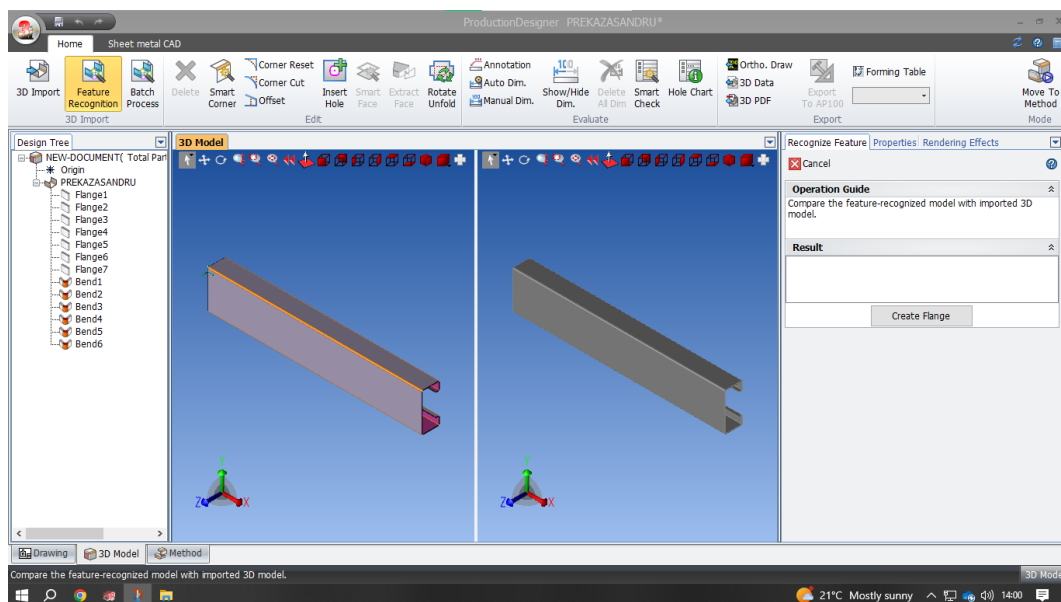 ProductionDesigner PREKAZASANDRU*
Home Sheet metal CAD
3D Import
Feature Recognition
Batch Process
3D Import
Delete
Smart Corner
Corner Reset
Corner Cut
Offset
Insert Hole
Smart Face
Extract Face
Rotate Unfold
Edit
Annotation
Auto Dim.
Manual Dim.
Show/Hide Dim.
Delete All Dim
Smart Check
Hole Chart
Evaluate
Ortho. Draw
3D Data
3D PDF
Export To AP100
Forming Table
Export
Move To Method
Mode
Design Tree
NEW-DOCUMENT( Total Part
Origin
PREKAZASANDRU
Flange1
Flange2
Flange3
Flange4
Flange5
Flange6
Flange7
Bend1
Bend2
Bend3
Bend4
Bend5
Bend6
3D Model
Y
Z X
Y
Z X
Recognize Feature Properties Rendering Effects
Cancel
Operation Guide
Compare the feature-recognized model with imported 3D
model.
Result
Create Flange
Drawing 3D Model Method
Compare the feature-recognized model with imported 3D model.
3D Mode
21°C Mostly sunny 14:00